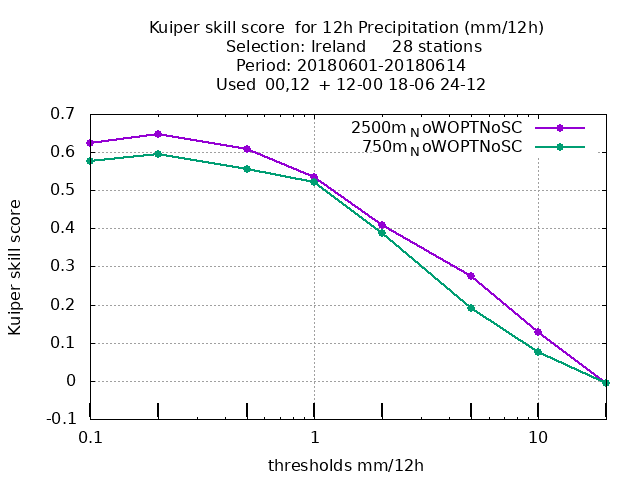 Kuiper skill score  for 12h Precipitation (mm/12h)
Selection: Ireland     28 stations
Period: 20180601-20180614
Used  00,12  + 12-00 18-06 24-12
2500m_NoWOPTNoSC
750m_NoWOPTNoSC
Kuiper skill score
0.7
0.6
0.5
0.4
0.3
0.2
0.1
0
-0.1
0.1 1 10
thresholds mm/12h